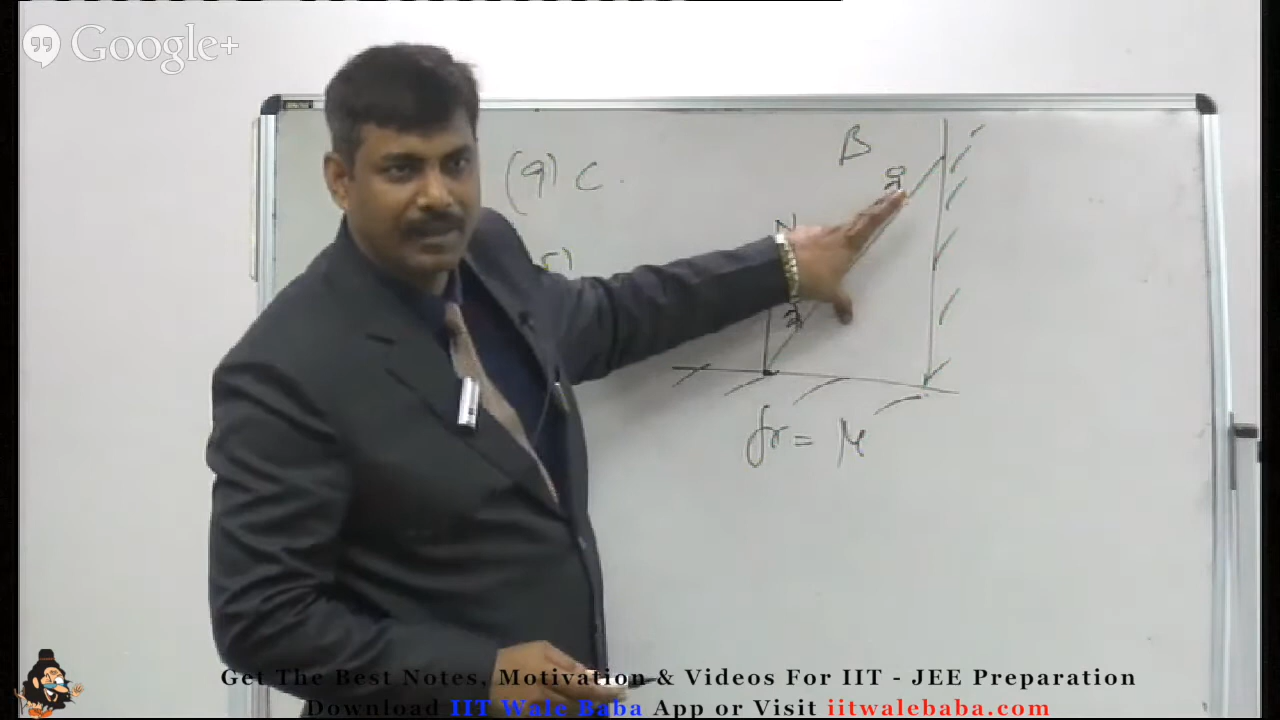 Google+
(9) C.
B
N
fr = μ
Get The Best Notes, Motivation & Videos For IIT - JEE Preparation
Download IIT Wale Baba App or Visit iitwalebaba.com